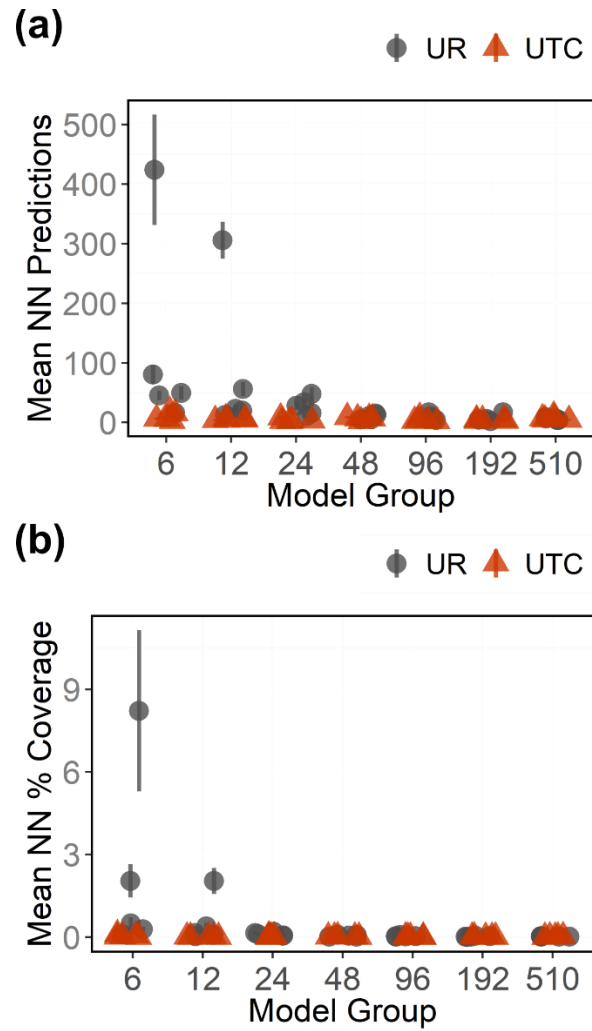 (a)
UR UTC
Mean NN Predictions
500
400
300
200
100
0
6 12 24 48 96 192 510
Model Group
(b)
UR UTC
Mean NN % Coverage
9
6
3
0
6 12 24 48 96 192 510
Model Group